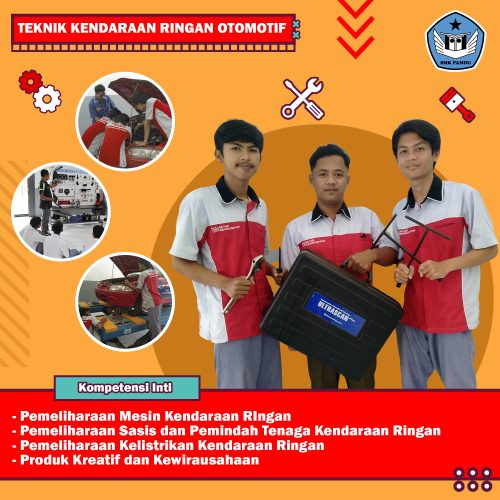 TEKNIK KENDARAAN RINGAN OTOMOTIF
SMK PANDU
ULTRASCAN
Kompetensi Inti
- Pemeliharaan Mesin Kendaraan RIngan
- Pemeliharaan Sasis dan Pemindah Tenaga Kendaraan Ringan
- Pemeliharaan Kelistrikan Kendaraan Ringan
- Produk Kreatif dan Kewirausahaan